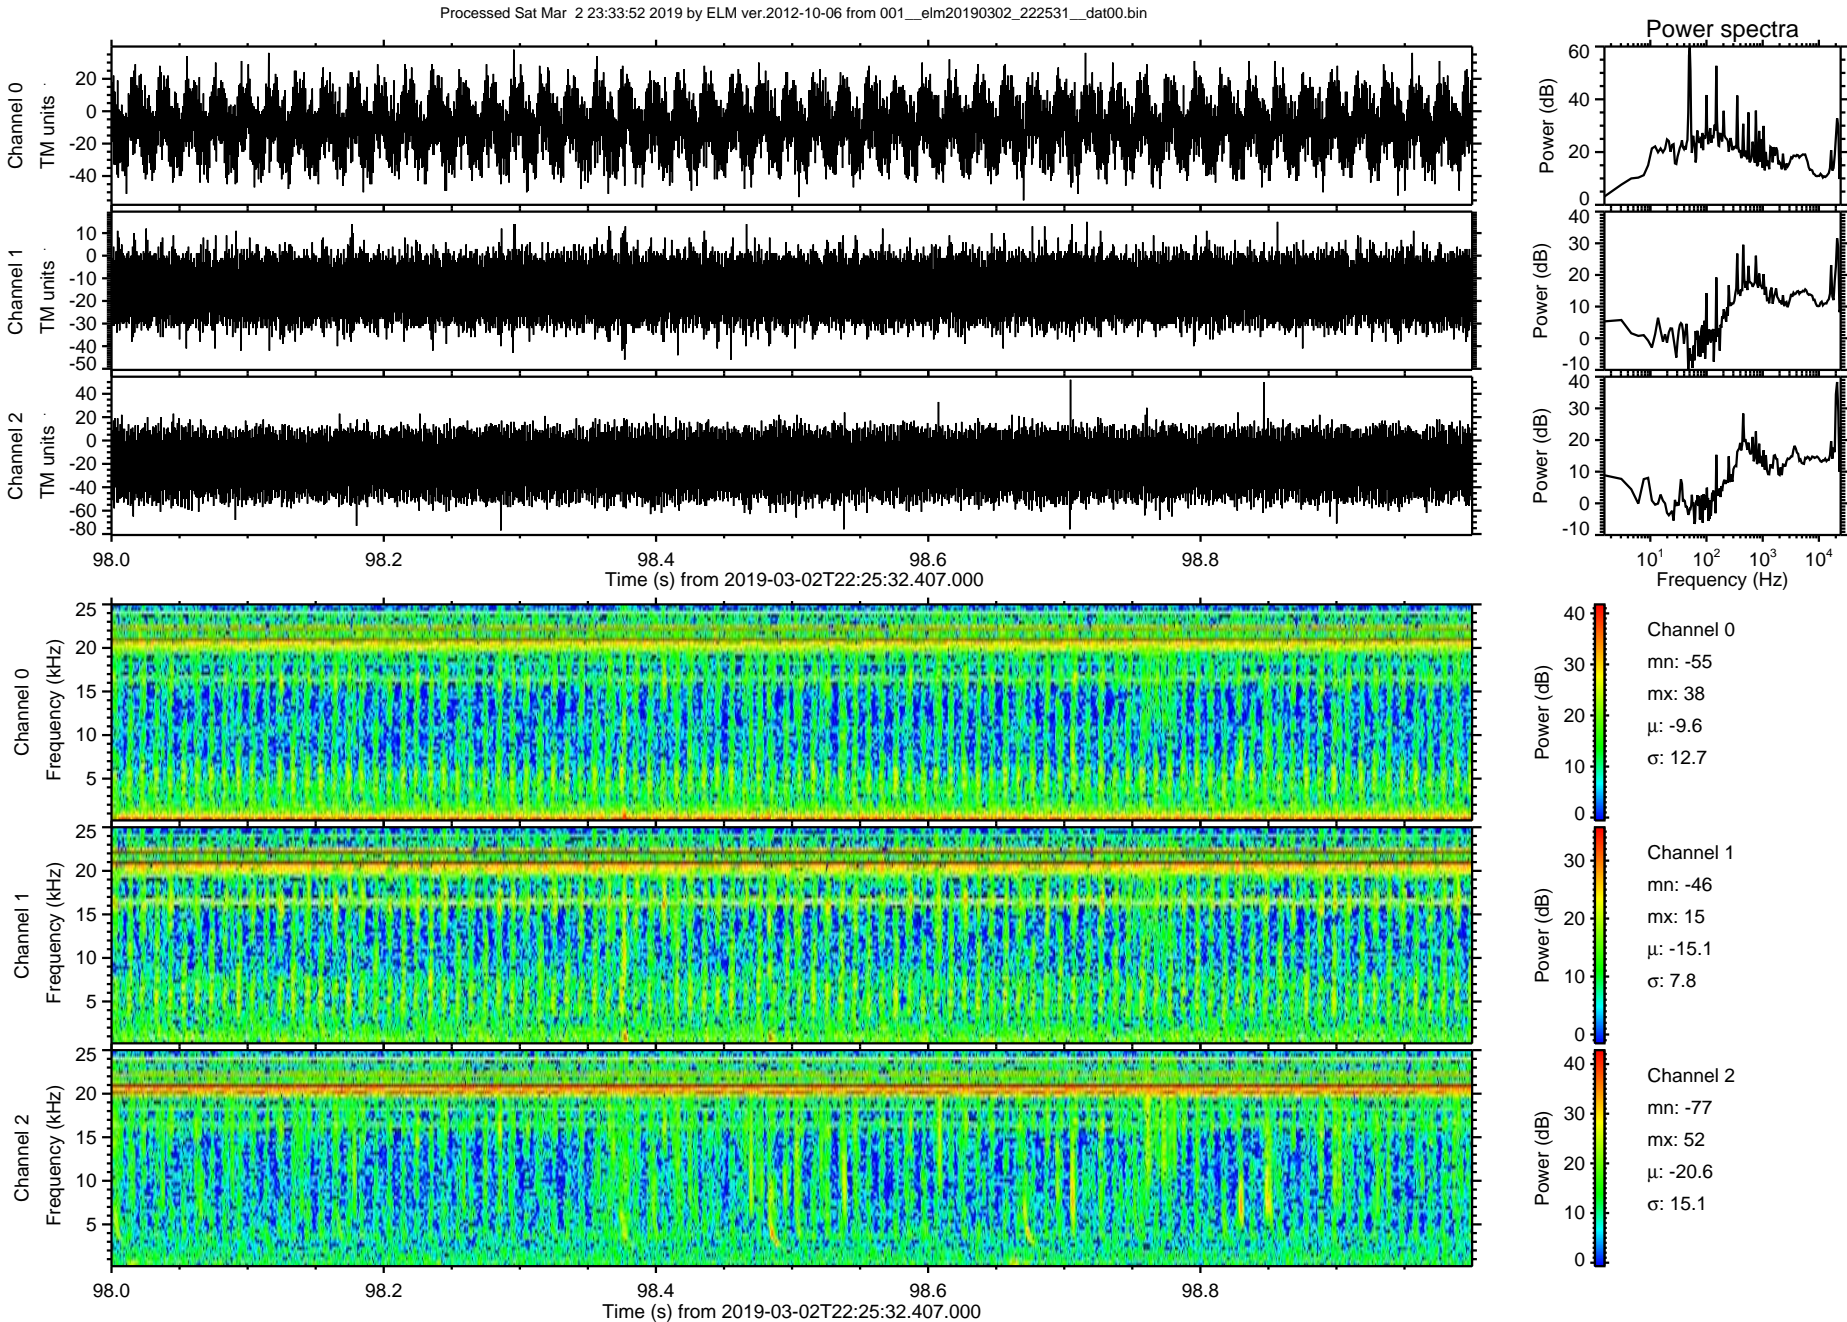 Processed Sat Mar  2 23:33:52 2019 by ELM ver.2012-10-06 from 001__elm20190302_222531__dat00.bin
Power spectra
Channel 0
TM units
20
0
-20
-40
Power (dB)
60
40
20
0
Channel 1
TM units
10
0
-10
-20
-30
-40
-50
Power (dB)
40
30
20
10
0
-10
Channel 2
TM units
40
20
0
-20
-40
-60
-80
Power (dB)
40
30
20
10
0
-10
98.0 98.2 98.4 98.6 98.8
Time (s) from 2019-03-02T22:25:32.407.000
10^1 10^2 10^3 10^4
Frequency (Hz)
Channel 0
Frequency (kHz)
25
20
15
10
5
Power (dB)
40
30
20
10
0
Channel 0
mn: -55
mx: 38
μ: -9.6
σ: 12.7
Channel 1
Frequency (kHz)
25
20
15
10
5
Power (dB)
30
20
10
0
Channel 1
mn: -46
mx: 15
μ: -15.1
σ: 7.8
Channel 2
Frequency (kHz)
25
20
15
10
5
Power (dB)
40
30
20
10
0
Channel 2
mn: -77
mx: 52
μ: -20.6
σ: 15.1
98.0 98.2 98.4 98.6 98.8
Time (s) from 2019-03-02T22:25:32.407.000